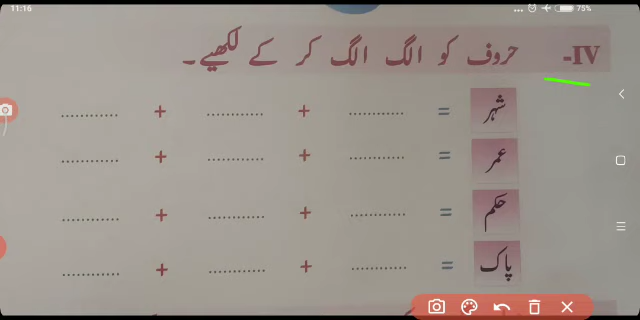 11:16 75%
IV- حروف کو الگ الگ کر کے لکھیے۔
شہر = ............ + ............ + ............
عمر = ............ + ............ + ............
حکم = ............ + ............ + ............
پاک = ............ + ............ + ............